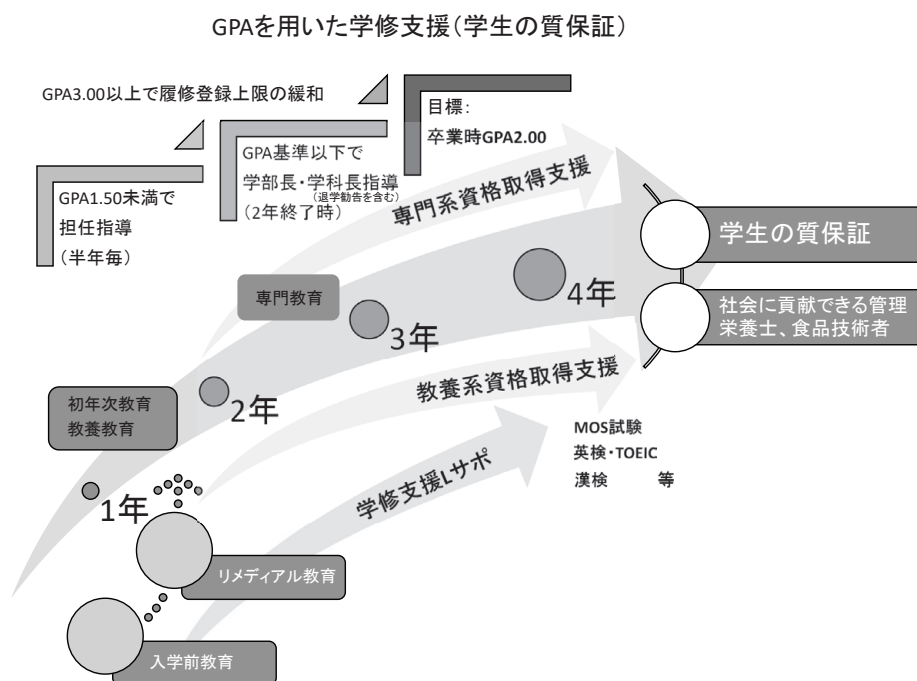 GPAを用いた学修支援(学生の質保証)
GPA3.00以上で履修登録上限の緩和
目標:
卒業時GPA2.00
GPA基準以下で
学部長・学科長指導
(退学勧告を含む)
(2年終了時)
GPA1.50未満で
担任指導
(半年毎)
専門系資格取得支援
学生の質保証
社会に貢献できる管理
栄養士、食品技術者
専門教育
4年
3年
教養系資格取得支援
初年次教育
教養教育
2年
MOS試験
英検・TOEIC
漢検 等
学修支援Lサポ
1年
リメディアル教育
入学前教育